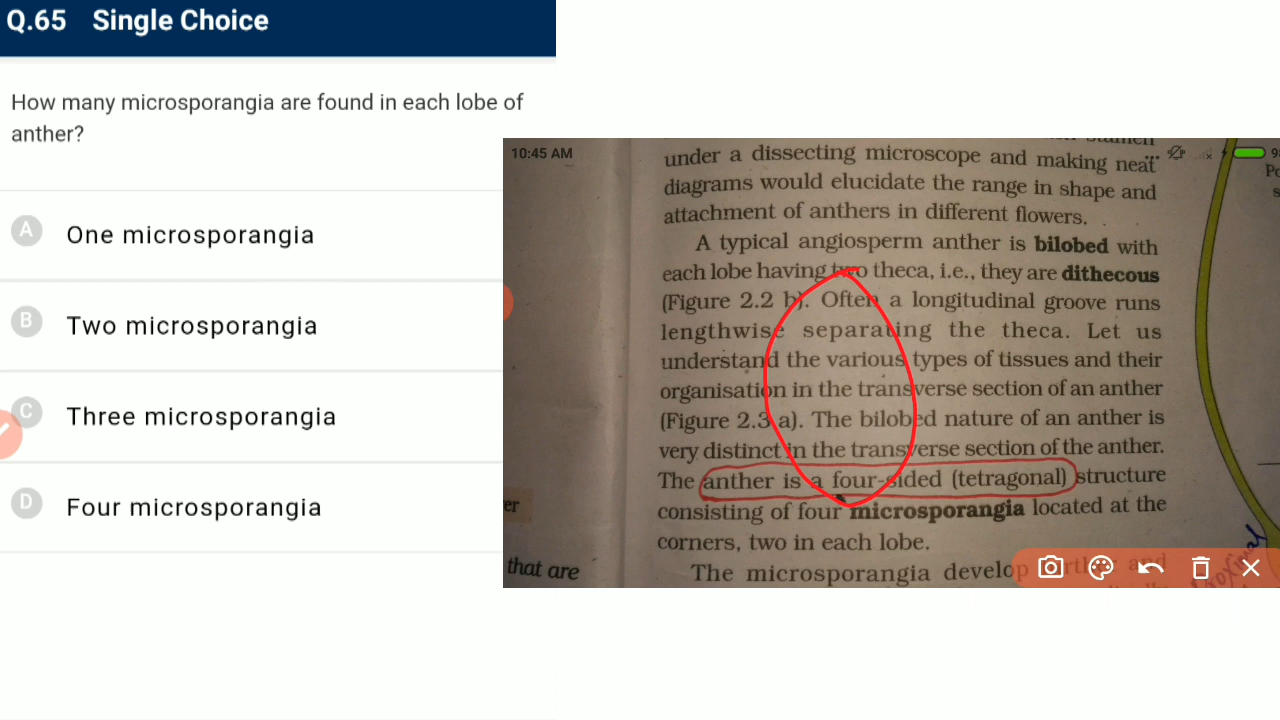 Q.65 Single Choice
How many microsporangia are found in each lobe of
anther?
A One microsporangia
B Two microsporangia
C Three microsporangia
D Four microsporangia
10:45 AM
under a dissecting microscope and making neat
diagrams would elucidate the range in shape and
attachment of anthers in different flowers.
A typical angiosperm anther is bilobed with
each lobe having two theca, i.e., they are dithecous
(Figure 2.2 b). Often a longitudinal groove runs
lengthwise separating the theca. Let us
understand the various types of tissues and their
organisation in the transverse section of an anther
(Figure 2.3 a). The bilobed nature of an anther is
very distinct in the transverse section of the anther.
The anther is a four-sided (tetragonal) structure
consisting of four microsporangia located at the
corners, two in each lobe.
The microsporangia develop
er
that are